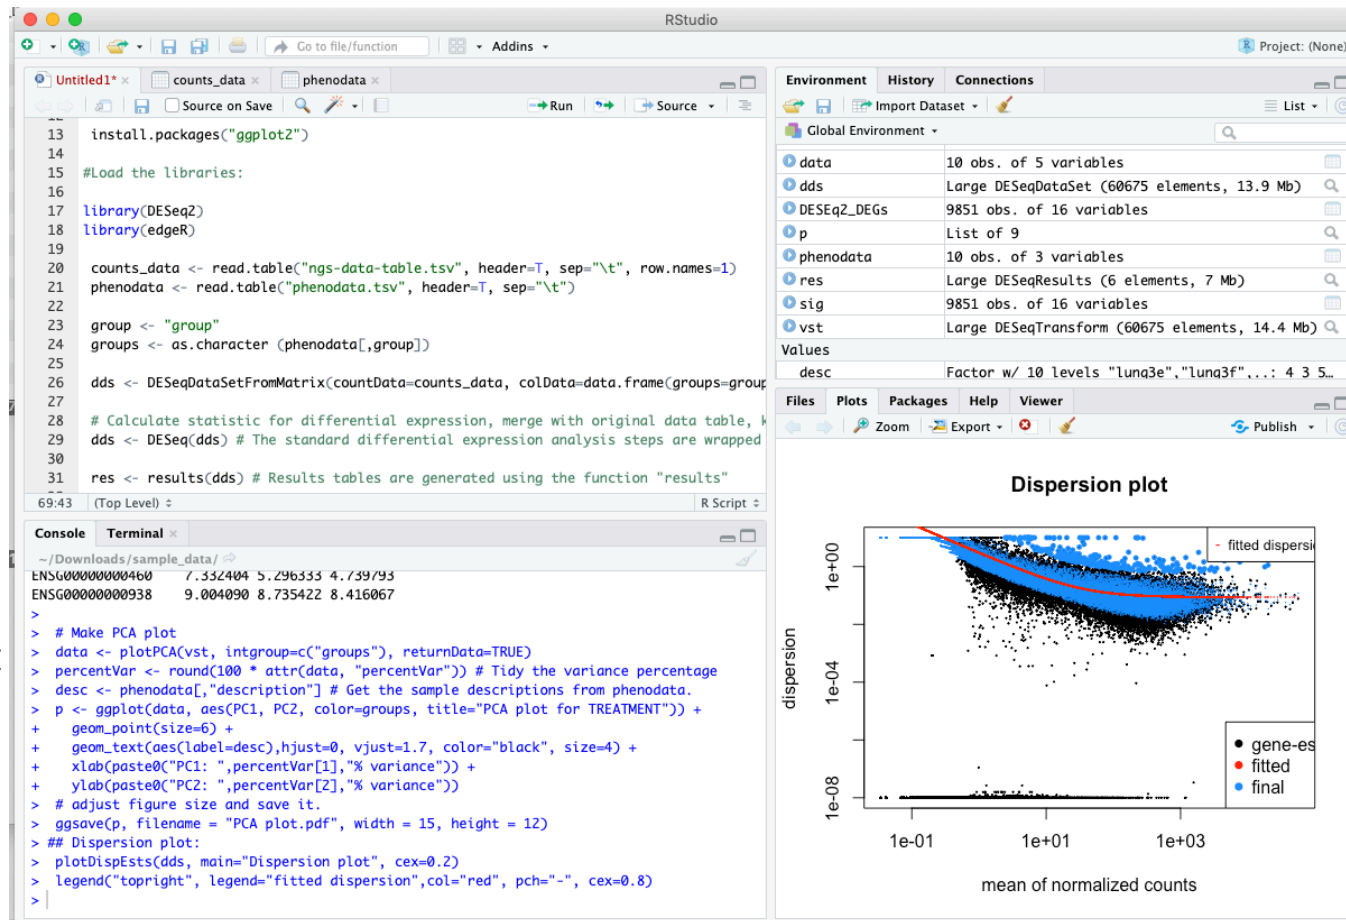 RStudio
Go to file/function
Addins
Project: (None)
Untitled1*
counts_data
phenodata
Source on Save
Run
Source
13 install.packages("ggplot2")
14
15 #Load the libraries:
16
17 library(DESeq2)
18 library(edgeR)
19
20 counts_data <- read.table("ngs-data-table.tsv", header=T, sep="\t", row.names=1)
21 phenodata <- read.table("phenodata.tsv", header=T, sep="\t")
22
23 group <- "group"
24 groups <- as.character (phenodata[,group])
25
26 dds <- DESeqDataSetFromMatrix(countData=counts_data, colData=data.frame(groups=group
27
28 # Calculate statistic for differential expression, merge with original data table, k
29 dds <- DESeq(dds) # The standard differential expression analysis steps are wrapped
30
31 res <- results(dds) # Results tables are generated using the function "results"
69:43 (Top Level)
R Script
Console
Terminal
~/Downloads/sample_data/
ENSG00000000460 7.332404 5.296333 4.739793
ENSG00000000938 9.004090 8.735422 8.416067
>
> # Make PCA plot
> data <- plotPCA(vst, intgroup=c("groups"), returnData=TRUE)
> percentVar <- round(100 * attr(data, "percentVar")) # Tidy the variance percentage
> desc <- phenodata[,"description"] # Get the sample descriptions from phenodata.
> p <- ggplot(data, aes(PC1, PC2, color=groups, title="PCA plot for TREATMENT")) +
+ geom_point(size=6) +
+ geom_text(aes(label=desc),hjust=0, vjust=1.7, color="black", size=4) +
+ xlab(paste0("PC1: ",percentVar[1],"% variance")) +
+ ylab(paste0("PC2: ",percentVar[2],"% variance"))
> # adjust figure size and save it.
> ggsave(p, filename = "PCA plot.pdf", width = 15, height = 12)
> ## Dispersion plot:
> plotDispEsts(dds, main="Dispersion plot", cex=0.2)
> legend("topright", legend="fitted dispersion",col="red", pch="-", cex=0.8)
>
Environment
History
Connections
Import Dataset
List
Global Environment
data 10 obs. of 5 variables
dds Large DESeqDataSet (60675 elements, 13.9 Mb)
DESEq2_DEGs 9851 obs. of 16 variables
p List of 9
phenodata 10 obs. of 3 variables
res Large DESeqResults (6 elements, 7 Mb)
sig 9851 obs. of 16 variables
vst Large DESeqTransform (60675 elements, 14.4 Mb)
Values
desc Factor w/ 10 levels "lung3e","lung3f",..: 4 3 5…
Files
Plots
Packages
Help
Viewer
Zoom
Export
Publish
Dispersion plot
- fitted dispersi
1e+00
1e-04
1e-08
dispersion
gene-es
fitted
final
1e-01
1e+01
1e+03
mean of normalized counts